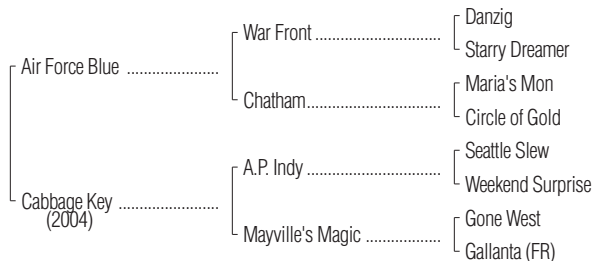 Danzig
War Front ..............................
Starry Dreamer
Air Force Blue ......................
Maria's Mon
Chatham................................
Circle of Gold
Seattle Slew
A.P. Indy ................................
Weekend Surprise
Cabbage Key ........................
(2004)
Gone West
Mayville's Magic ..................
Gallanta (FR)